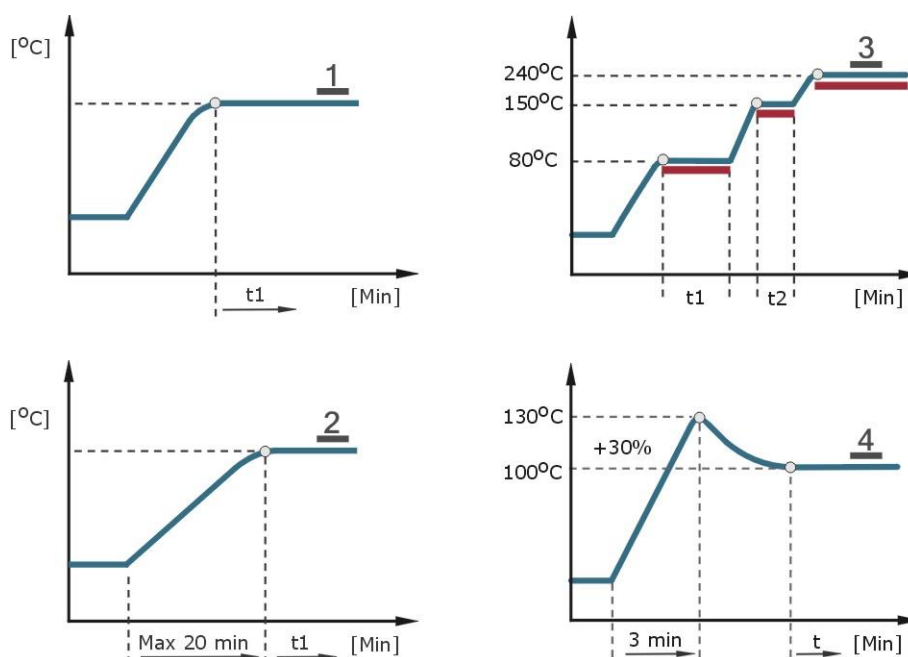 [°C]
1
t1
[Min]
3
240°C
150°C
80°C
t1
t2
[Min]
[°C]
2
Max 20 min
t1
[Min]
130°C
+30%
100°C
4
3 min
t
[Min]